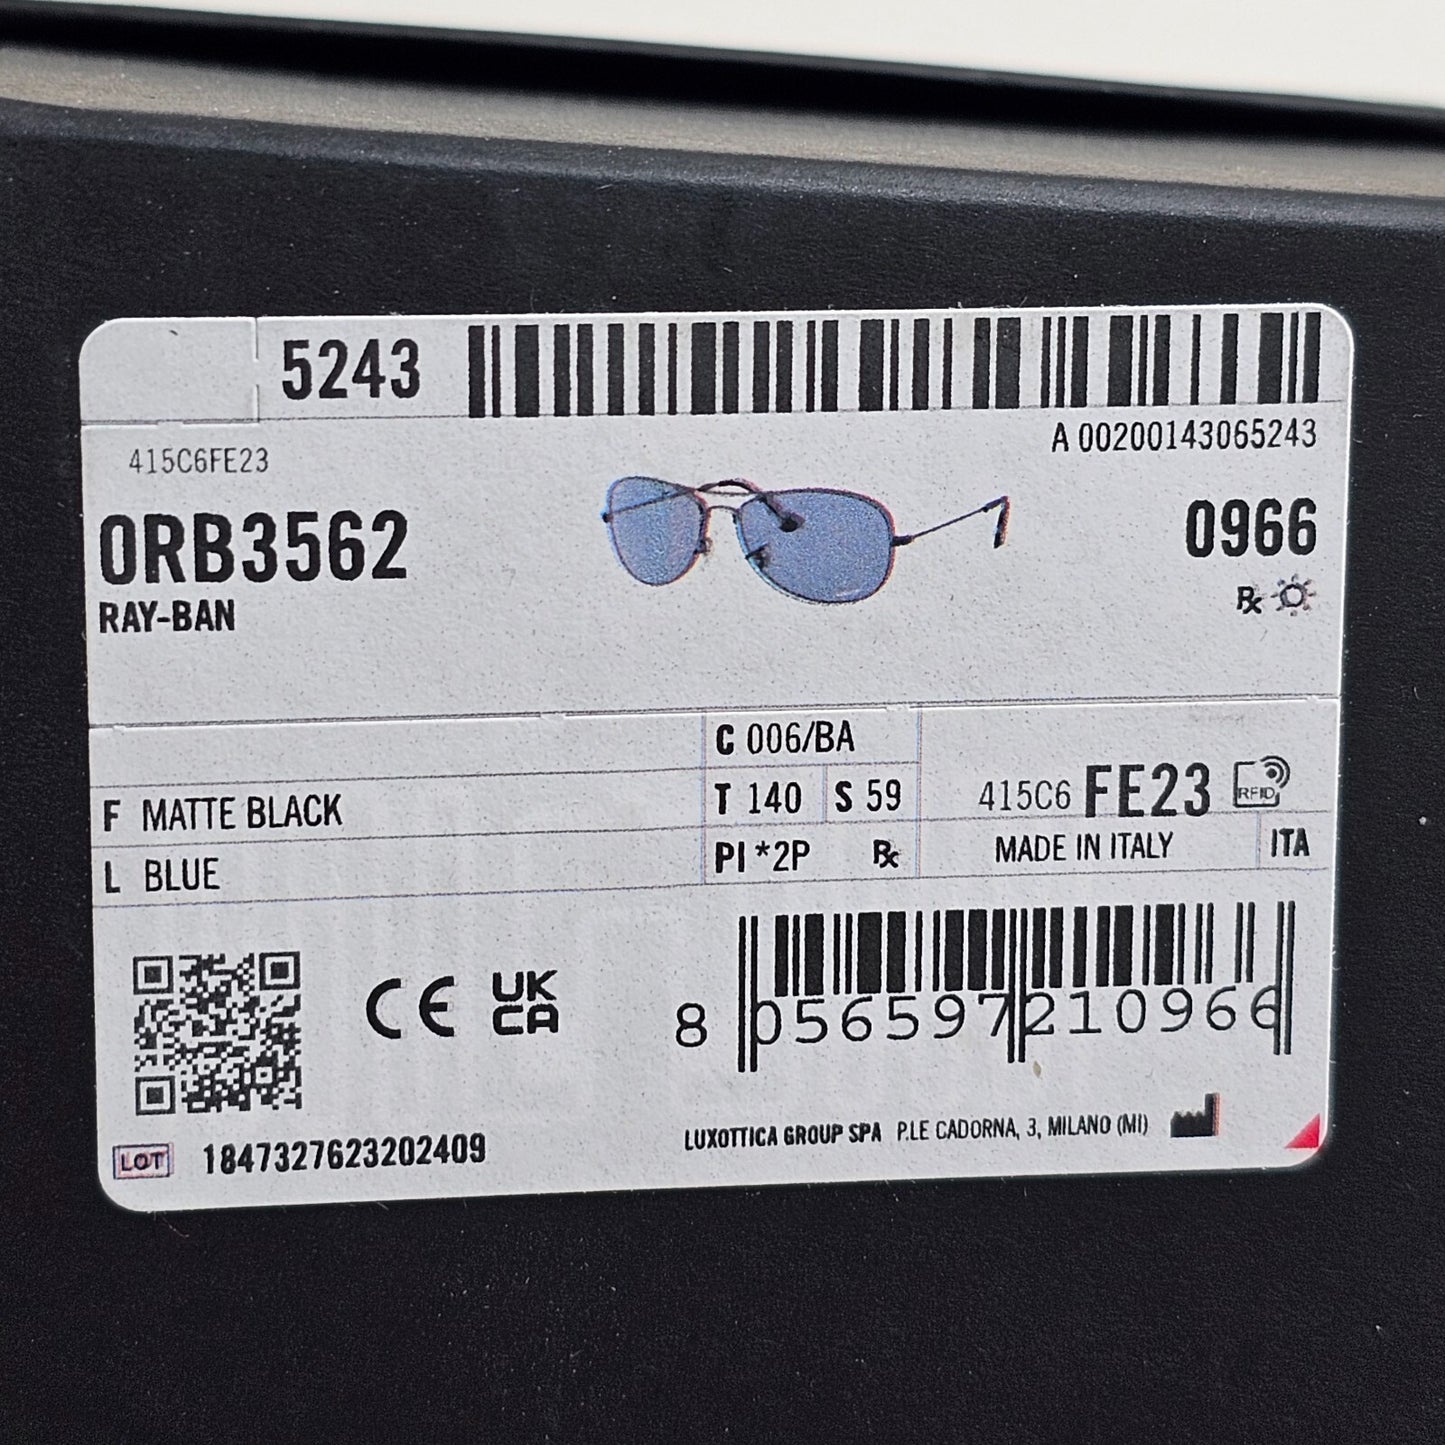 5243
A 00200143065243
415C6FE23
0RB3562
RAY-BAN
0966
Rx
C 006/BA
F MATTE BLACK
T 140 S 59
415C6 FE23 RFID
L BLUE
PI *2P Rx
MADE IN ITALY ITA
CE UK CA
8 056597 210966
LOT 1847327623202409
LUXOTTICA GROUP SPA P.LE CADORNA, 3, MILANO (MI)